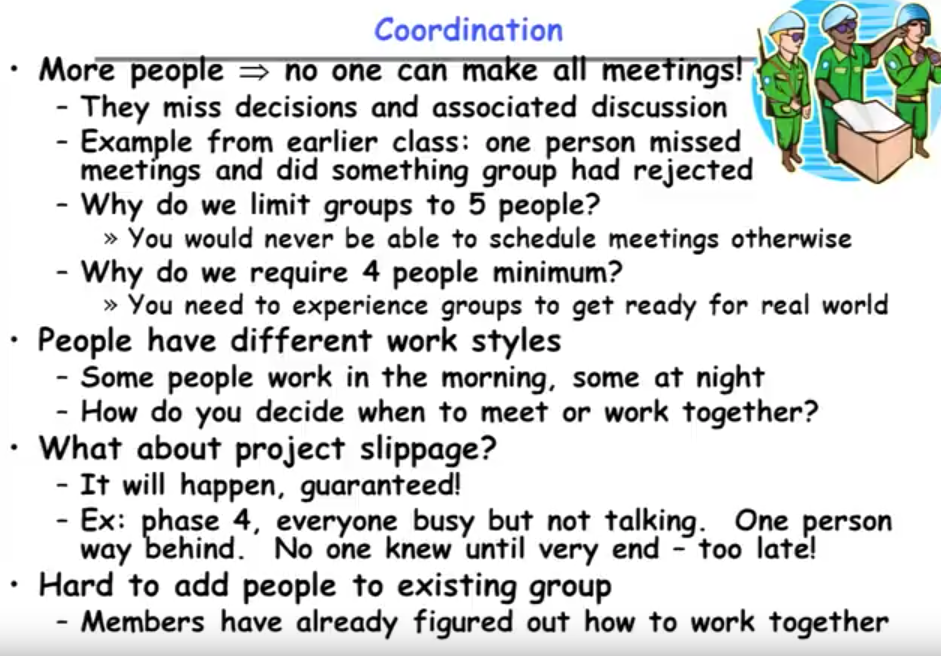 Coordination
• More people ⇒ no one can make all meetings!
– They miss decisions and associated discussion
– Example from earlier class: one person missed
meetings and did something group had rejected
– Why do we limit groups to 5 people?
» You would never be able to schedule meetings otherwise
– Why do we require 4 people minimum?
» You need to experience groups to get ready for real world
• People have different work styles
– Some people work in the morning, some at night
– How do you decide when to meet or work together?
• What about project slippage?
– It will happen, guaranteed!
– Ex: phase 4, everyone busy but not talking. One person
way behind. No one knew until very end – too late!
• Hard to add people to existing group
– Members have already figured out how to work together